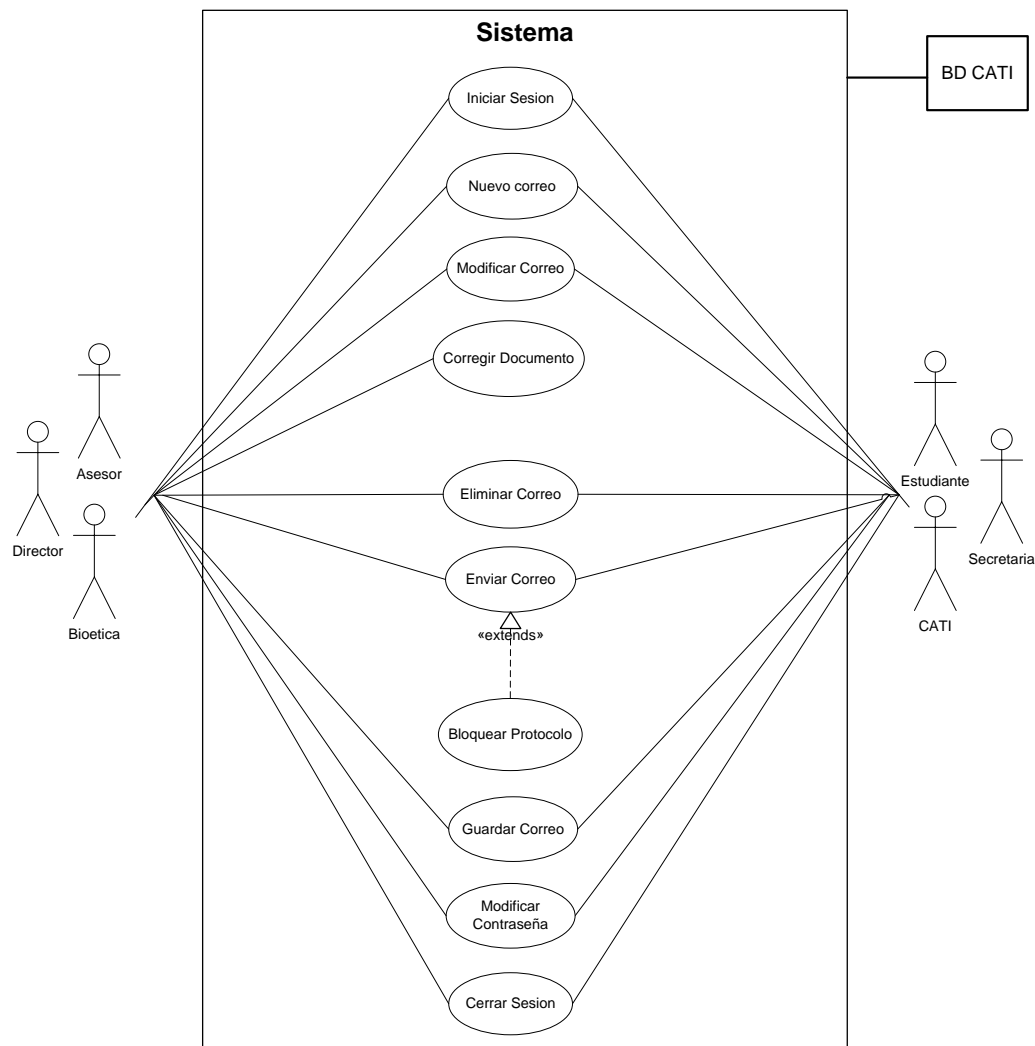 Sistema
BD CATI
Iniciar Sesion
Nuevo correo
Modificar Correo
Corregir Documento
Asesor
Estudiante
Eliminar Correo
Director
Secretaria
Enviar Correo
Bioetica
CATI
«extends»
Bloquear Protocolo
Guardar Correo
Modificar
Contraseña
Cerrar Sesion